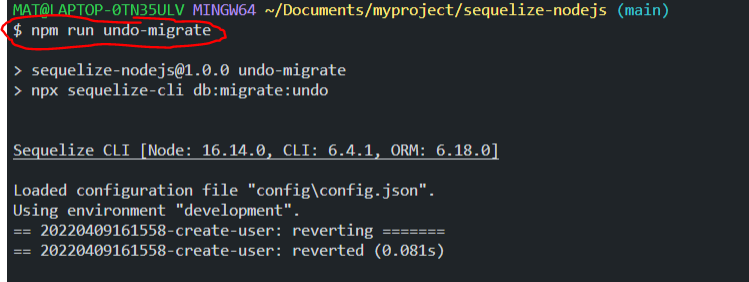 MAT@LAPTOP-0TN35ULV MINGW64 ~/Documents/myproject/sequelize-nodejs (main)
$ npm run undo-migrate
> sequelize-nodejs@1.0.0 undo-migrate
> npx sequelize-cli db:migrate:undo
Sequelize CLI [Node: 16.14.0, CLI: 6.4.1, ORM: 6.18.0]
Loaded configuration file "config\config.json".
Using environment "development".
== 20220409161558-create-user: reverting =======
== 20220409161558-create-user: reverted (0.081s)